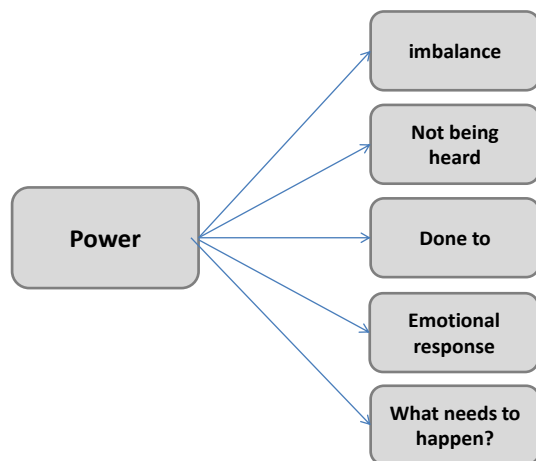 imbalance
Not being
heard
Power
Done to
Emotional
response
What needs to
happen?